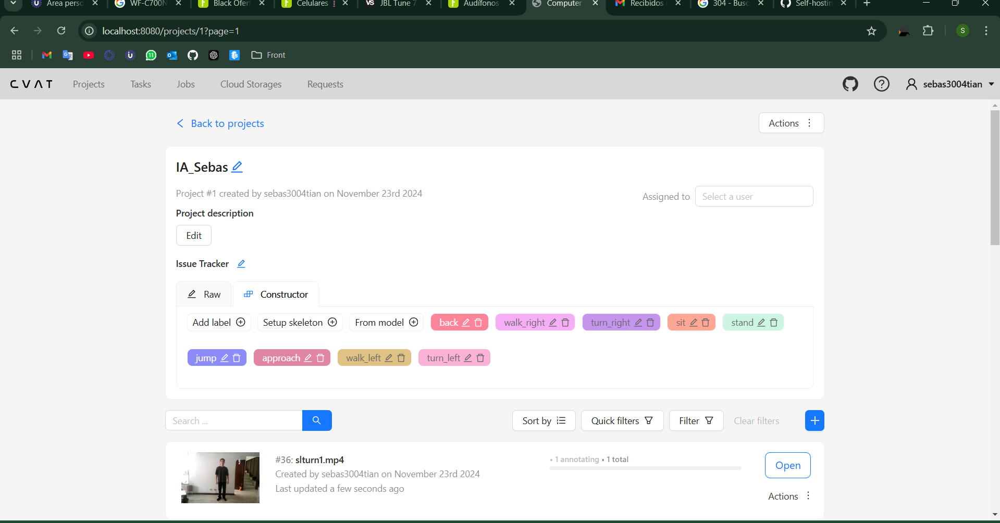 Área perso
WF-C700N
Black Ofert
Celulares
JBL Tune 7
Audífonos
Computer
Recibidos
304 - Busc
Self-hostin
localhost:8080/projects/1?page=1
S
11
Front
CVAT
Projects
Tasks
Jobs
Cloud Storages
Requests
sebas3004tian
Back to projects
Actions
IA_Sebas
Project #1 created by sebas3004tian on November 23rd 2024
Assigned to
Select a user
Project description
Edit
Issue Tracker
Raw
Constructor
Add label
Setup skeleton
From model
back
walk_right
turn_right
sit
stand
jump
approach
walk_left
turn_left
Search ...
Sort by
Quick filters
Filter
Clear filters
#36: slturn1.mp4
• 1 annotating • 1 total
Open
Created by sebas3004tian on November 23rd 2024
Last updated a few seconds ago
Actions